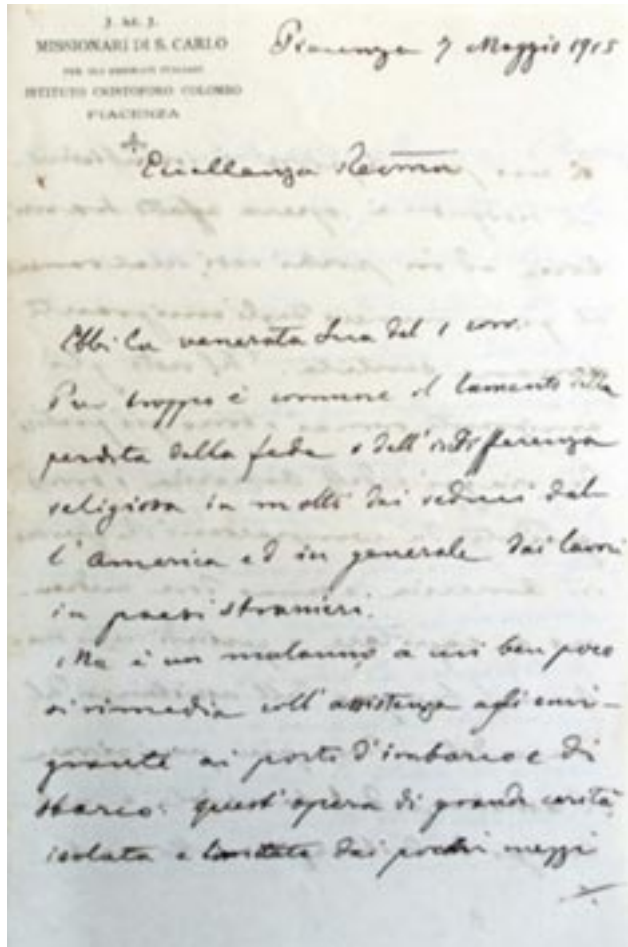 J. M. J.
MISSIONARI DI S. CARLO
PER GLI EMIGRATI ITALIANI
ISTITUTO CRISTOFORO COLOMBO
PIACENZA
Piacenza 7 Maggio 1915
Eccellenza Rev̅m̅a
Ebbi la venerata Sua del 1 corr.
Pur troppo è comune il lamento della
perdita della fede e dell'indifferenza
religiosa in molti dei reduci dal-
l'America ed in generale dai lavori
in paesi stranieri.
Ma è un malanno a cui ben poco
si rimedia coll'assistenza agli emi-
granti ai porti d'imbarco e di
sbarco: quest'opera di grande carità
isolata e limitata dai pochi mezzi